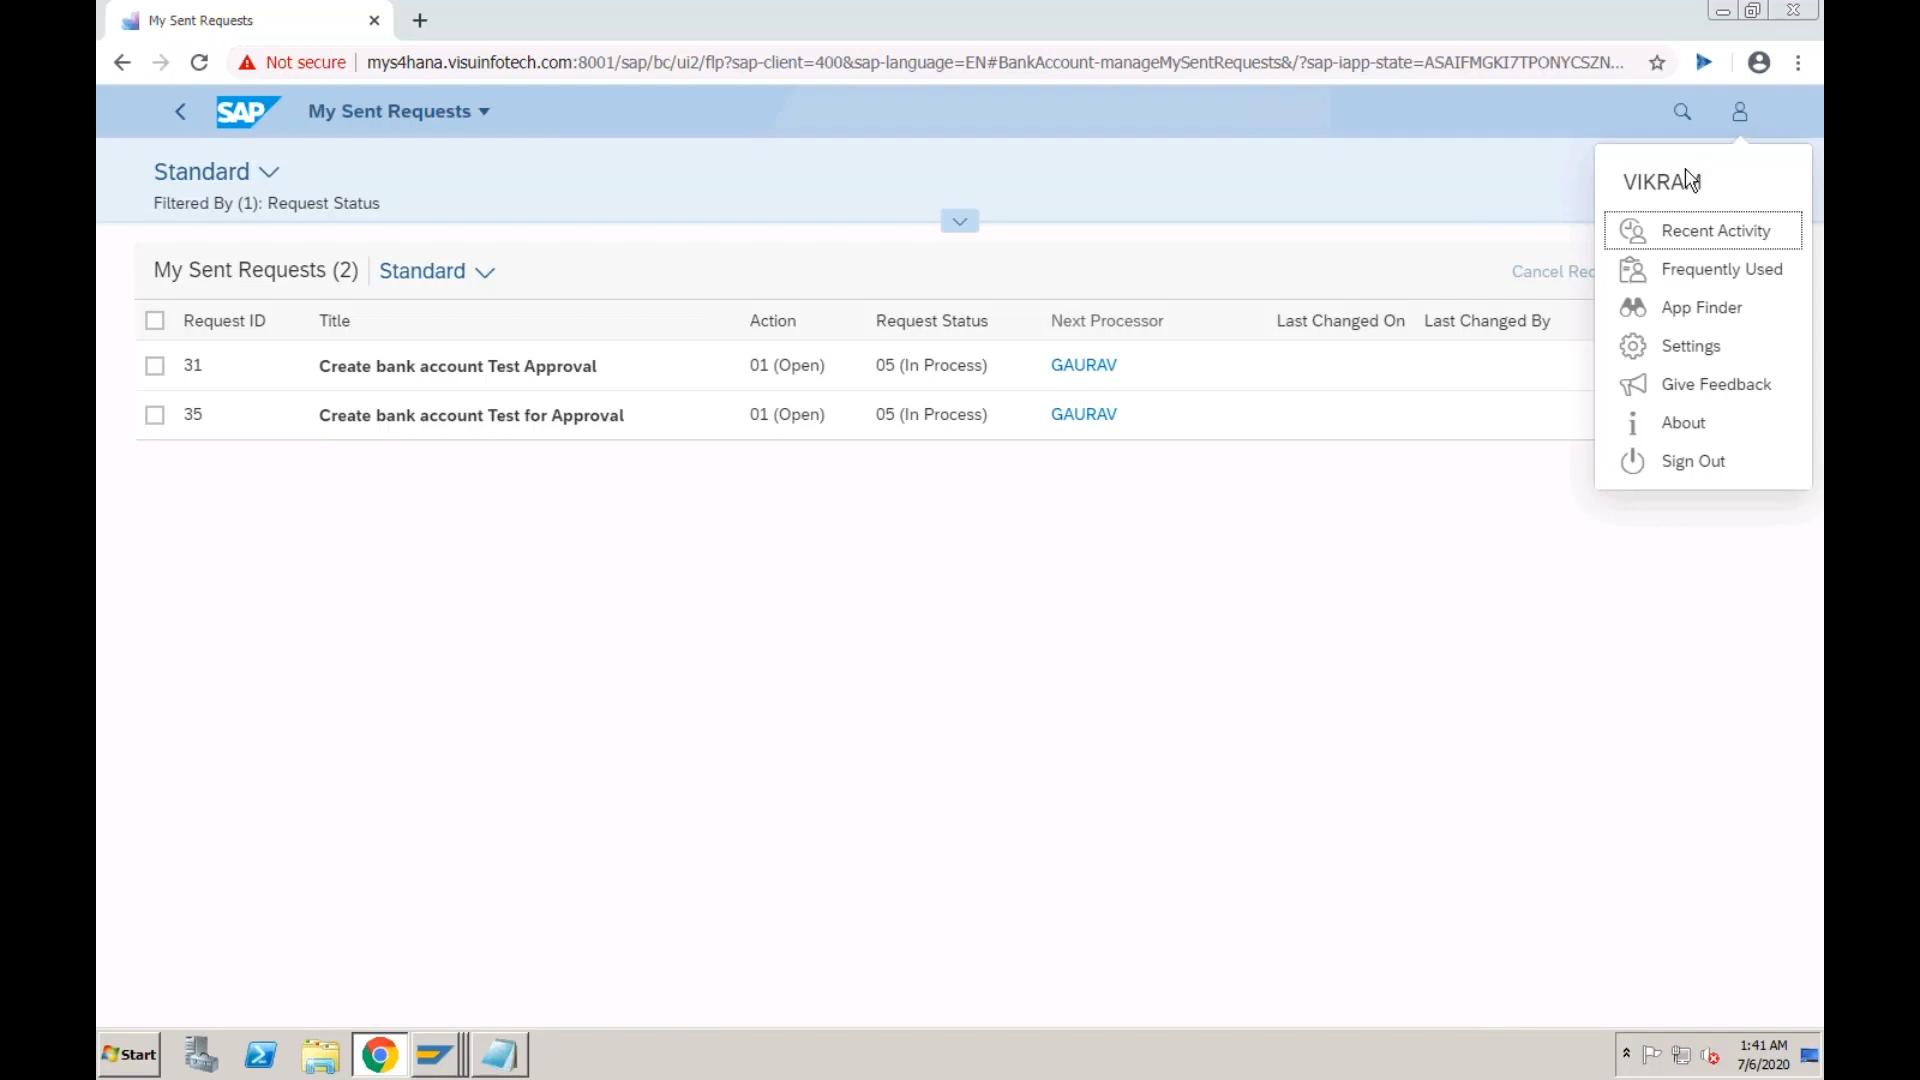 My Sent Requests
Not secure
mys4hana.visuinfotech.com:8001/sap/bc/ui2/flp?sap-client=400&sap-language=EN#BankAccount-manageMySentRequests&/?sap-iapp-state=ASAIFMGKI7TPONYCSZN...
SAP
My Sent Requests
Standard
Filtered By (1): Request Status
My Sent Requests (2)
Standard
Cancel Rec
Request ID Title Action Request Status Next Processor Last Changed On Last Changed By
31 Create bank account Test Approval 01 (Open) 05 (In Process) GAURAV
35 Create bank account Test for Approval 01 (Open) 05 (In Process) GAURAV
VIKRAM
Recent Activity
Frequently Used
App Finder
Settings
Give Feedback
About
Sign Out
Start
1:41 AM
7/6/2020